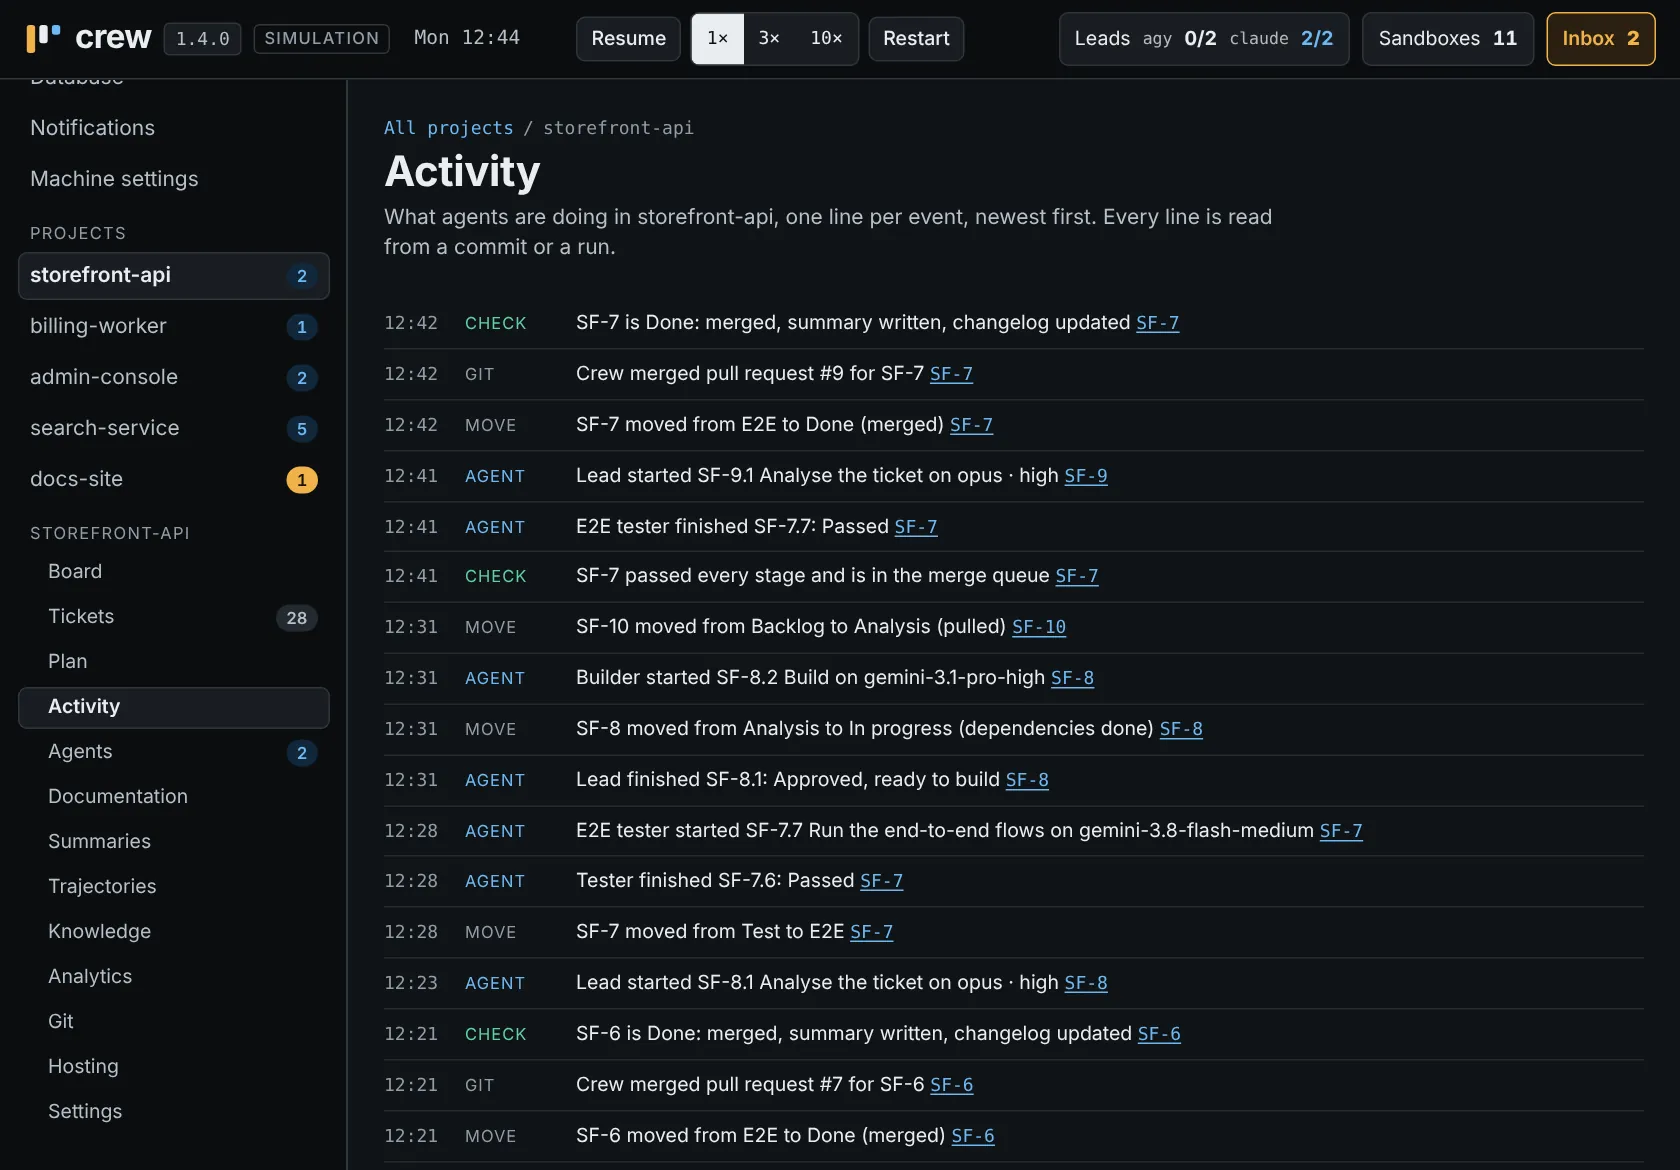 crew 1.4.0 SIMULATION Mon 12:44 Resume 1× 3× 10× Restart Leads agy 0/2 claude 2/2 Sandboxes 11 Inbox 2
Database
Notifications
Machine settings
PROJECTS
storefront-api 2
billing-worker 1
admin-console 2
search-service 5
docs-site 1
STOREFRONT-API
Board
Tickets 28
Plan
Activity
Agents 2
Documentation
Summaries
Trajectories
Knowledge
Analytics
Git
Hosting
Settings
All projects / storefront-api
Activity
What agents are doing in storefront-api, one line per event, newest first. Every line is read
from a commit or a run.
12:42 CHECK SF-7 is Done: merged, summary written, changelog updated SF-7
12:42 GIT Crew merged pull request #9 for SF-7 SF-7
12:42 MOVE SF-7 moved from E2E to Done (merged) SF-7
12:41 AGENT Lead started SF-9.1 Analyse the ticket on opus · high SF-9
12:41 AGENT E2E tester finished SF-7.7: Passed SF-7
12:41 CHECK SF-7 passed every stage and is in the merge queue SF-7
12:31 MOVE SF-10 moved from Backlog to Analysis (pulled) SF-10
12:31 AGENT Builder started SF-8.2 Build on gemini-3.1-pro-high SF-8
12:31 MOVE SF-8 moved from Analysis to In progress (dependencies done) SF-8
12:31 AGENT Lead finished SF-8.1: Approved, ready to build SF-8
12:28 AGENT E2E tester started SF-7.7 Run the end-to-end flows on gemini-3.8-flash-medium SF-7
12:28 AGENT Tester finished SF-7.6: Passed SF-7
12:28 MOVE SF-7 moved from Test to E2E SF-7
12:23 AGENT Lead started SF-8.1 Analyse the ticket on opus · high SF-8
12:21 CHECK SF-6 is Done: merged, summary written, changelog updated SF-6
12:21 GIT Crew merged pull request #7 for SF-6 SF-6
12:21 MOVE SF-6 moved from E2E to Done (merged) SF-6